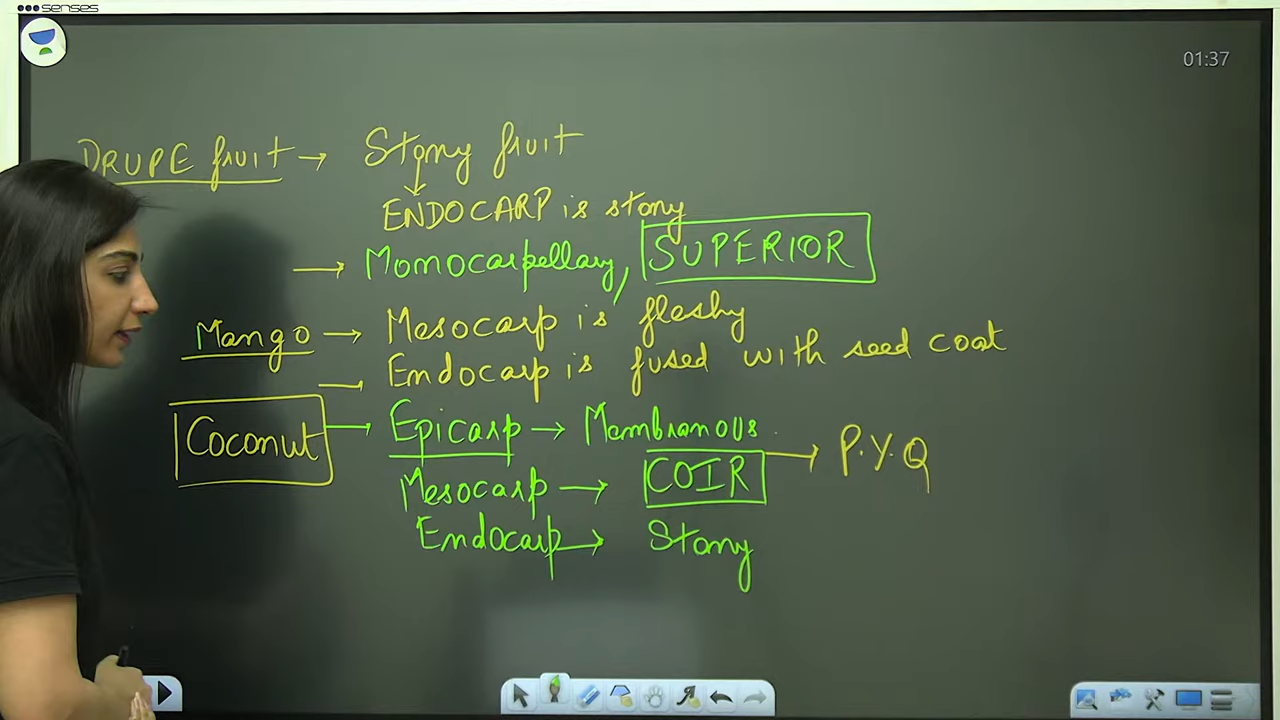 senses
01:37
DRUPE fruit → Stony fruit
ENDOCARP is stony
→ Monocarpellary, SUPERIOR
Mango → Mesocarp is fleshy
Endocarp is fused with seed coat
Coconut → Epicarp → Membranous
Mesocarp → COIR → P.Y.Q
Endocarp → Stony